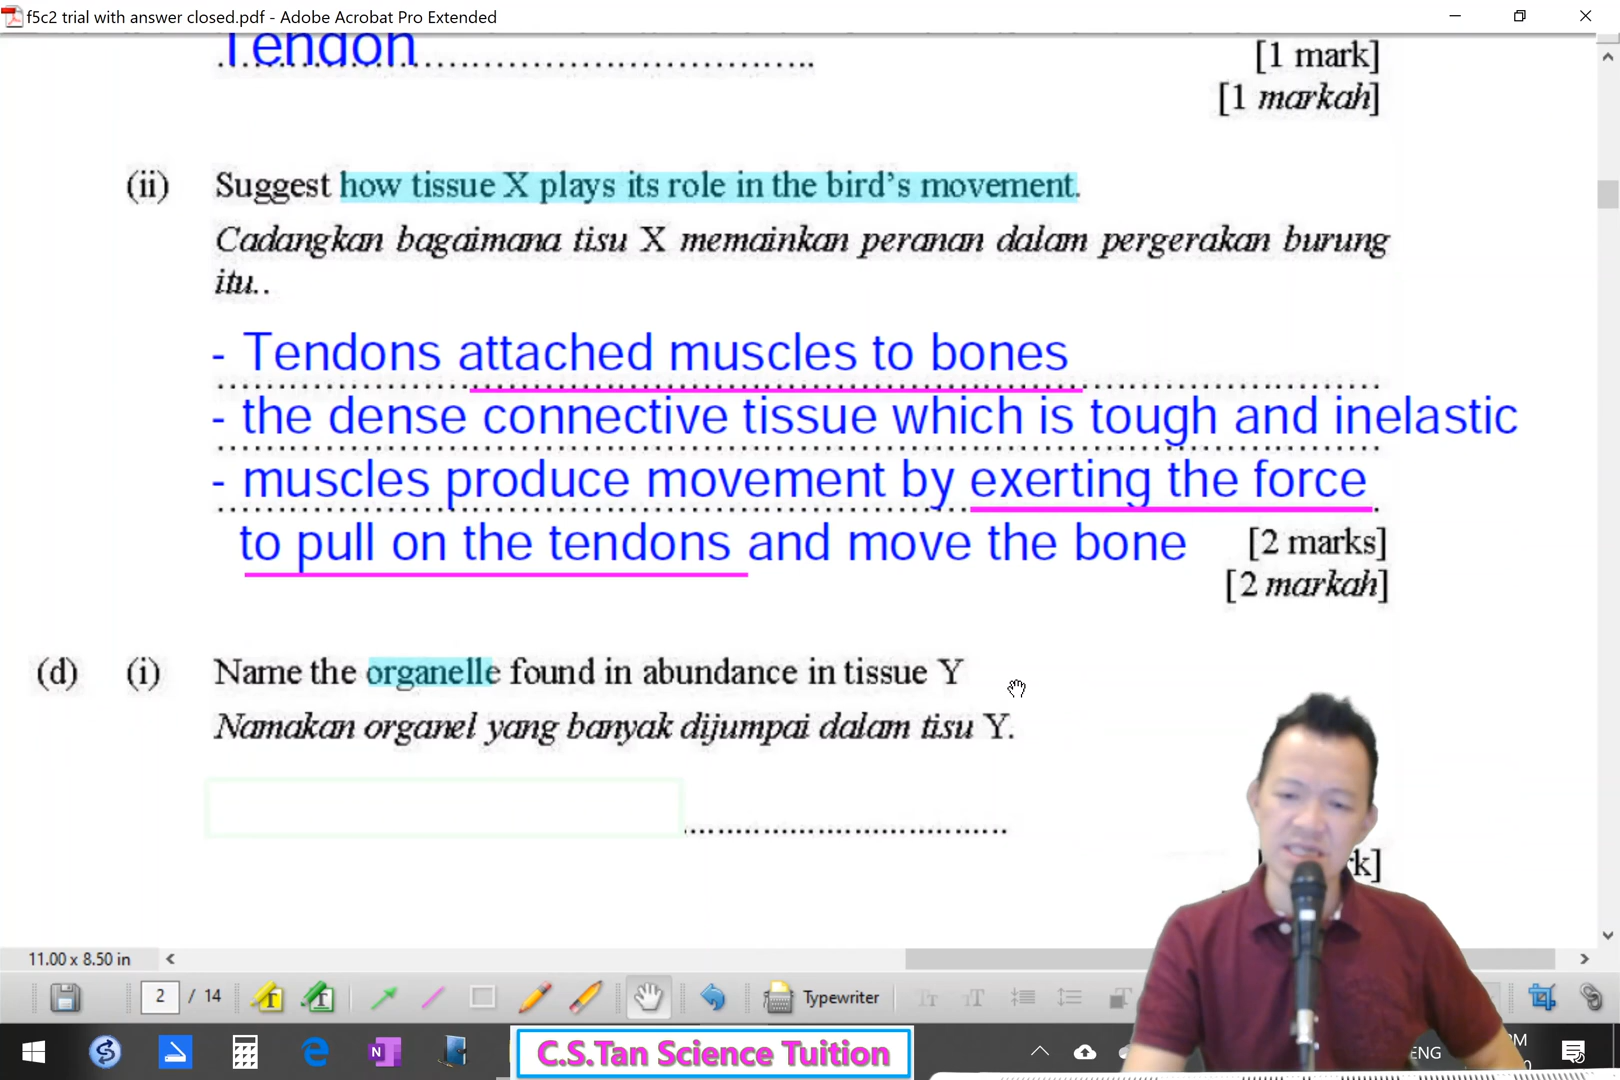 f5c2 trial with answer closed.pdf - Adobe Acrobat Pro Extended
Tendon
[1 mark]
[1 markah]
(ii) Suggest how tissue X plays its role in the bird's movement.
Cadangkan bagaimana tisu X memainkan peranan dalam pergerakan burung
itu..
- Tendons attached muscles to bones
- the dense connective tissue which is tough and inelastic
- muscles produce movement by exerting the force
to pull on the tendons and move the bone [2 marks]
[2 markah]
(d) (i) Name the organelle found in abundance in tissue Y
Namakan organel yang banyak dijumpai dalam tisu Y.
11.00 x 8.50 in
2 / 14 Typewriter
C.S.Tan Science Tuition
ENG